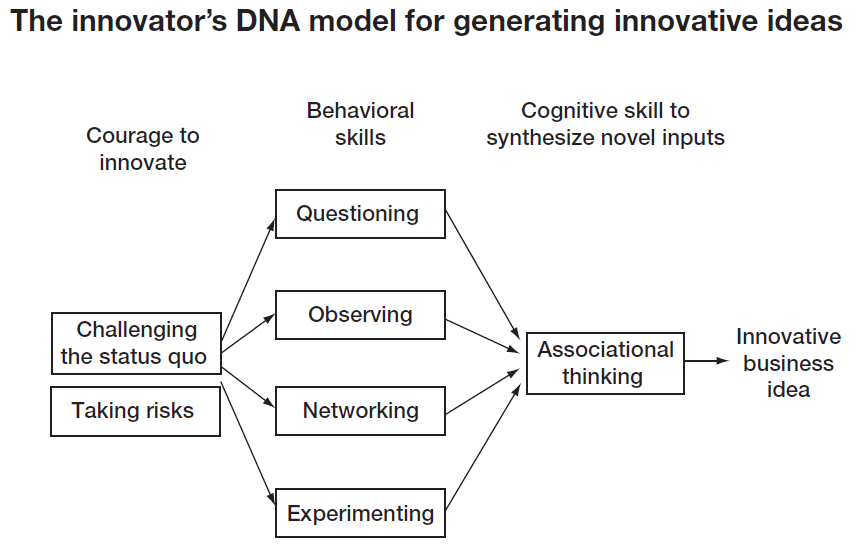 The innovator’s DNA model for generating innovative ideas
Courage to
innovate
Behavioral
skills
Cognitive skill to
synthesize novel inputs
Challenging
the status quo
Taking risks
Questioning
Observing
Networking
Experimenting
Associational
thinking
Innovative
business
idea